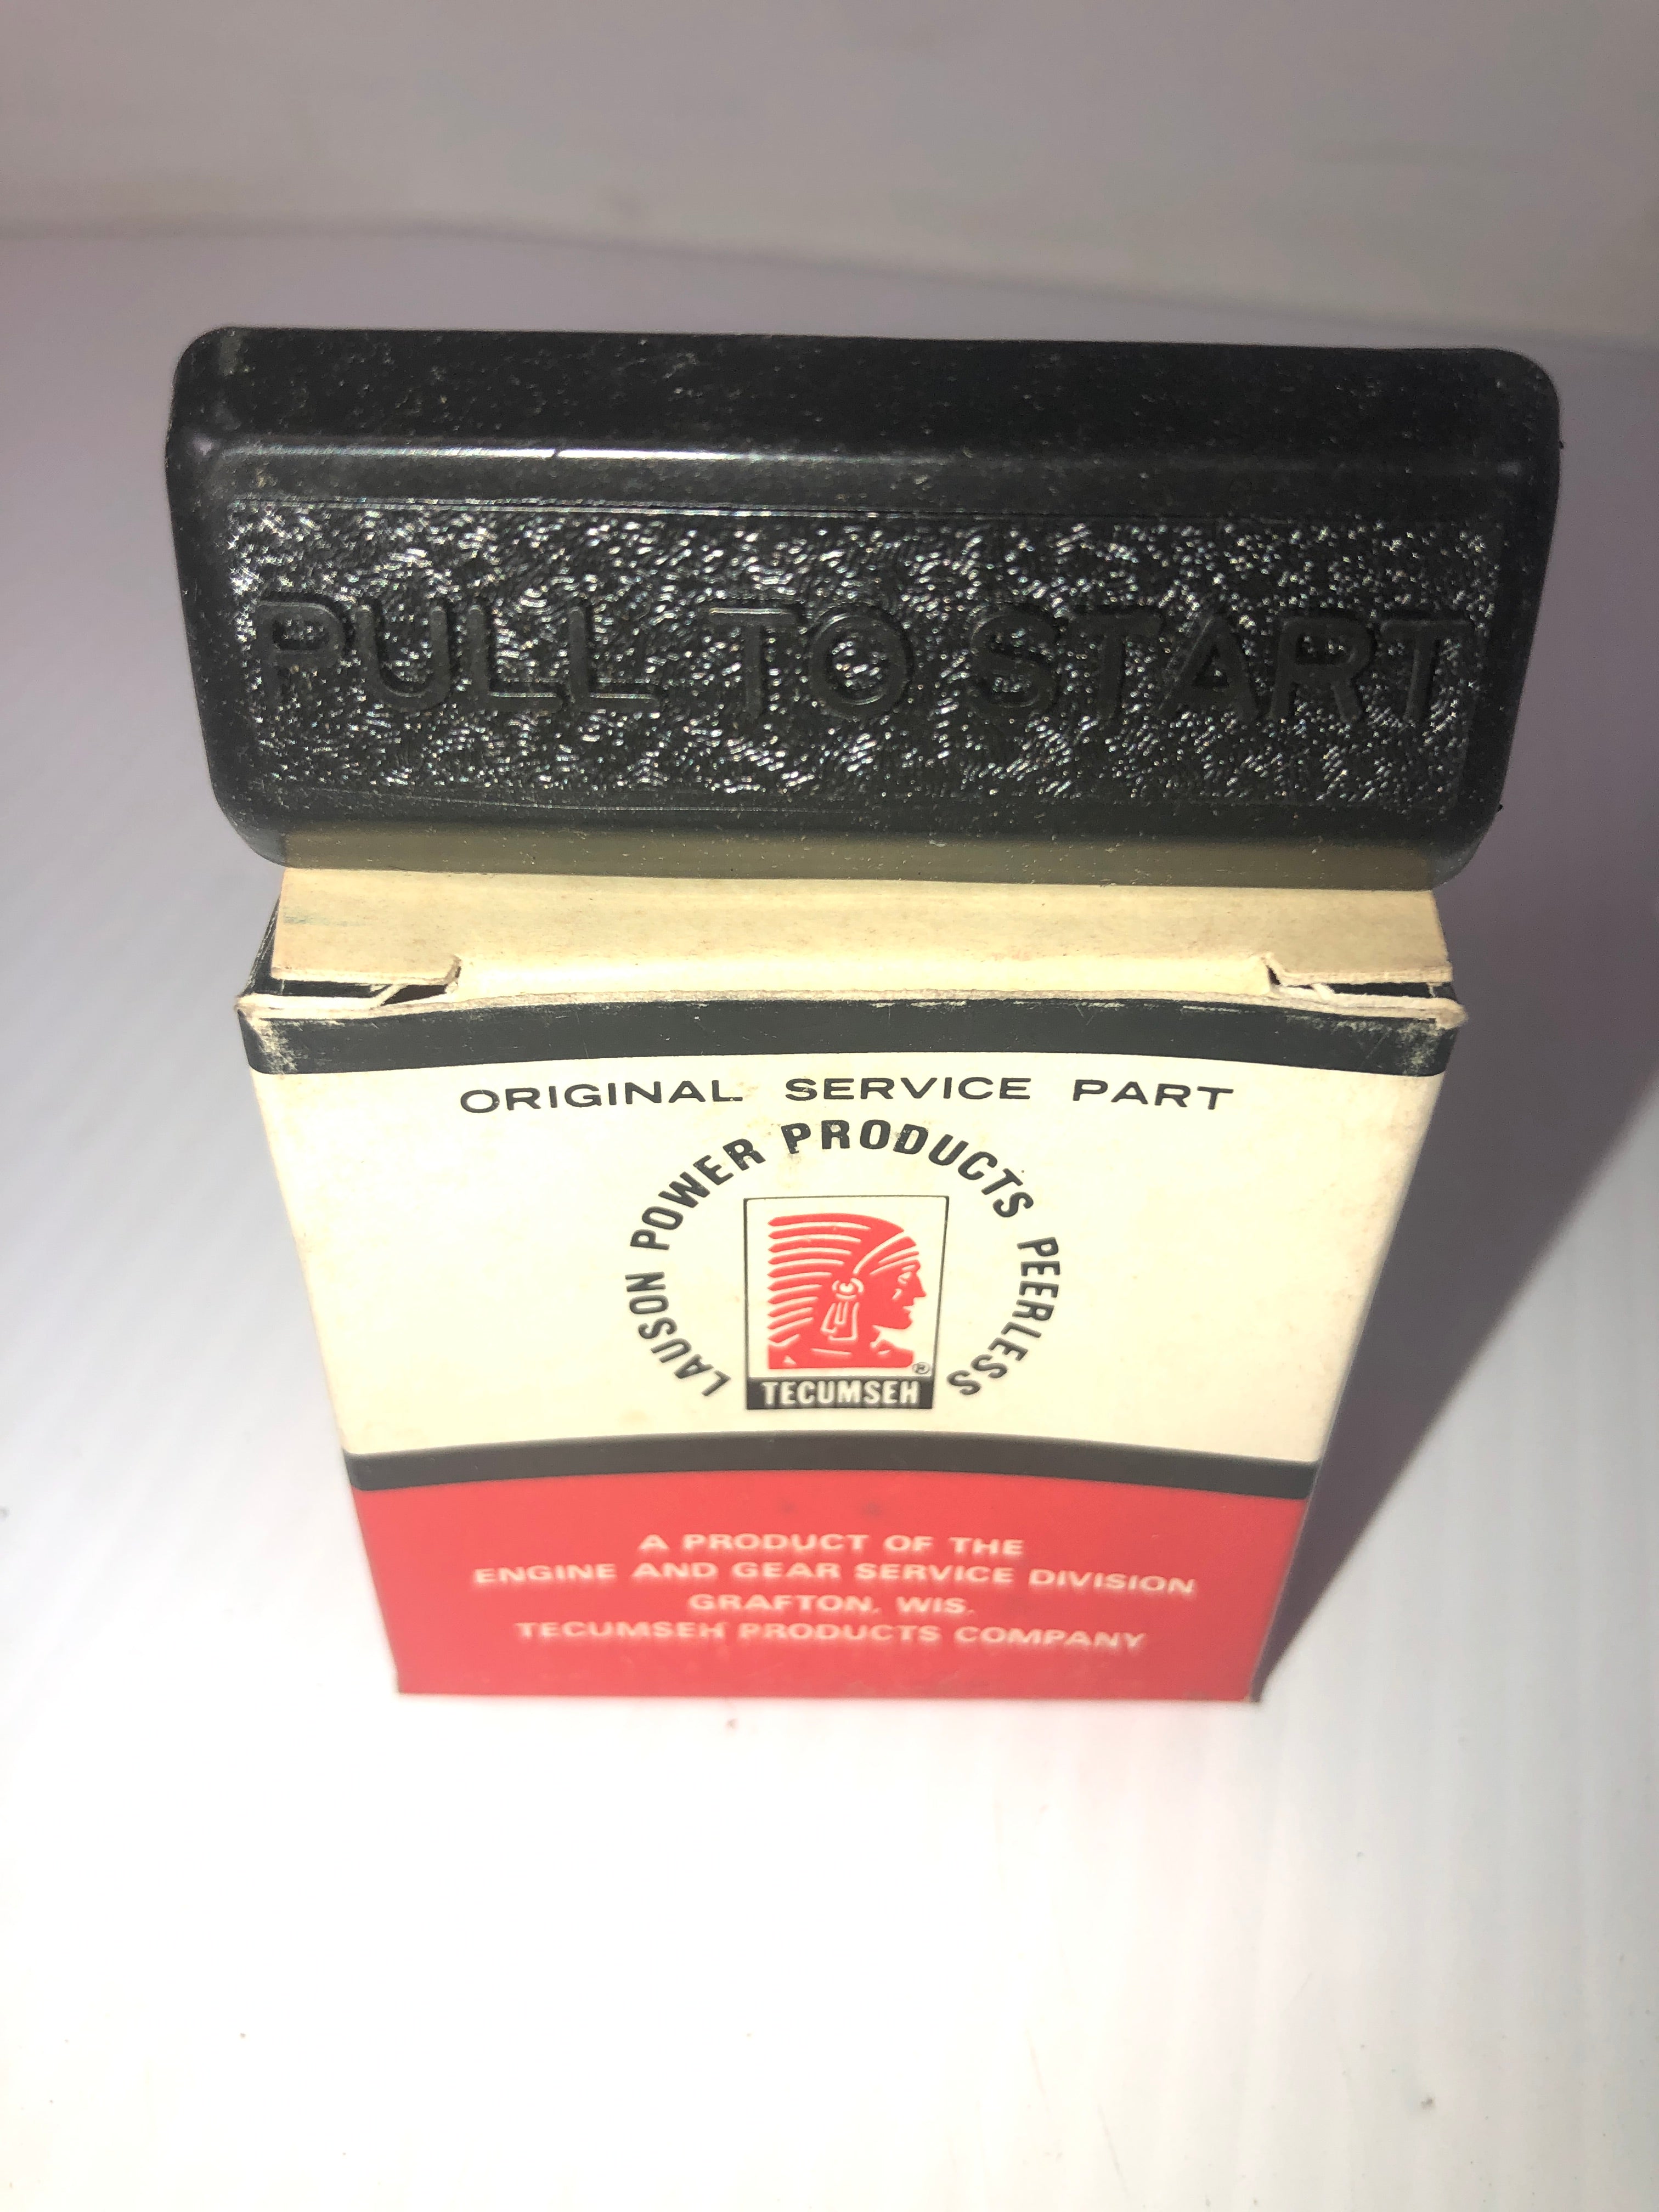 PULL TO START
ORIGINAL SERVICE PART
LAUSON POWER PRODUCTS PEERLESS
®
TECUMSEH
A PRODUCT OF THE
ENGINE AND GEAR SERVICE DIVISION
GRAFTON, WIS.
TECUMSEH PRODUCTS COMPANY